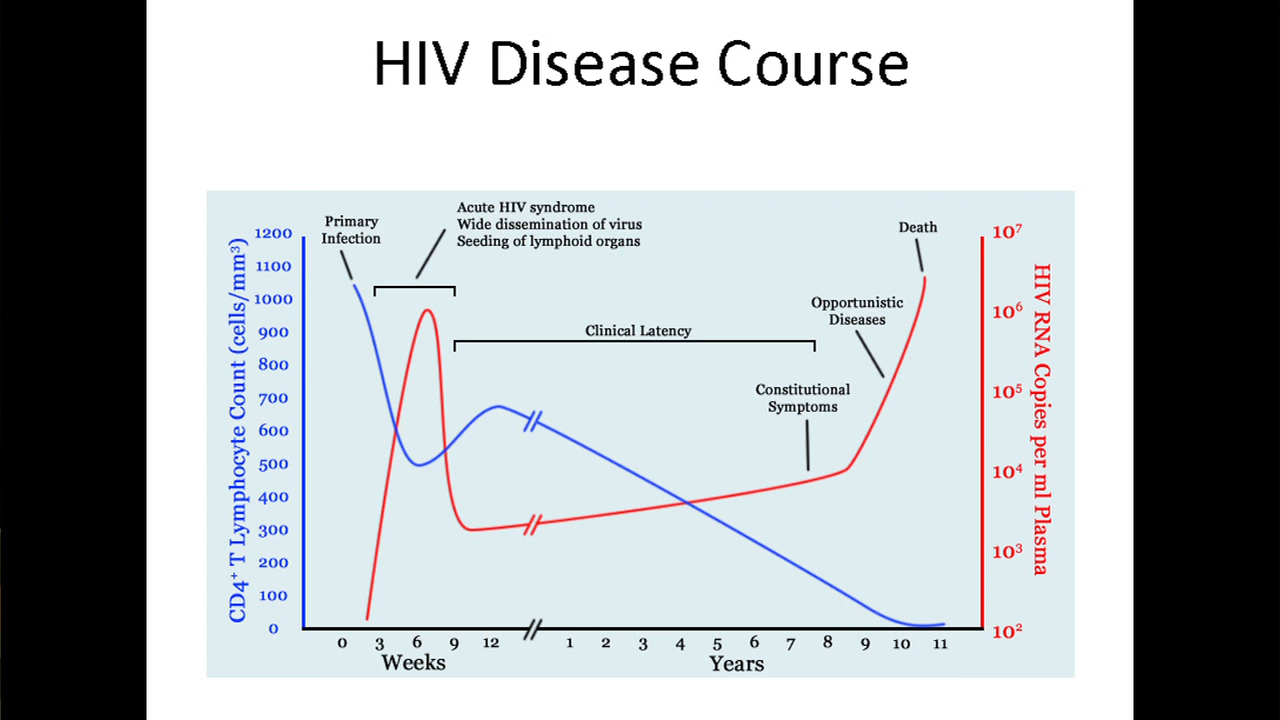 HIV Disease Course
Primary
Infection
Acute HIV syndrome
Wide dissemination of virus
Seeding of lymphoid organs
Death
Opportunistic
Diseases
Clinical Latency
Constitutional
Symptoms
CD4⁺ T Lymphocyte Count (cells/mm³)
1200
1100
1000
900
800
700
600
500
400
300
200
100
0
10⁷
10⁶
10⁵
10⁴
10³
10²
HIV RNA Copies per ml Plasma
0 3 6 9 12 1 2 3 4 5 6 7 8 9 10 11
Weeks Years